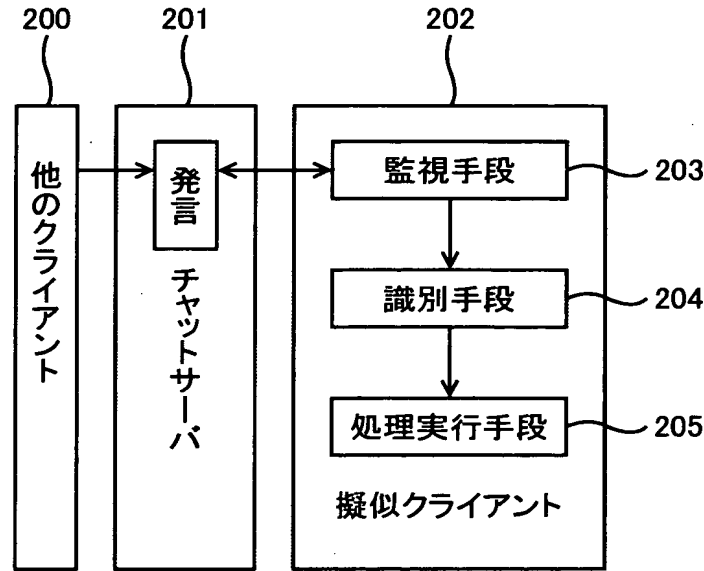 200
201
202
他のクライアント
発言
チャットサーバ
監視手段
203
識別手段
204
処理実行手段
205
擬似クライアント